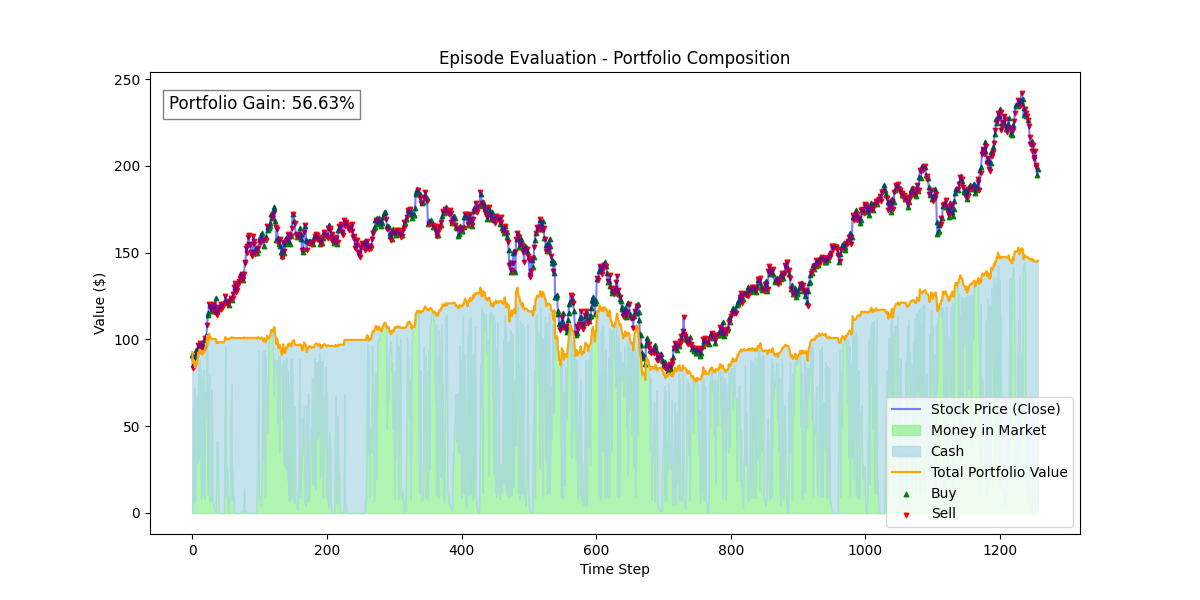 Episode Evaluation - Portfolio Composition
Portfolio Gain: 56.63%
Value ($)
250
200
150
100
50
0
0 200 400 600 800 1000 1200
Time Step
Stock Price (Close)
Money in Market
Cash
Total Portfolio Value
Buy
Sell